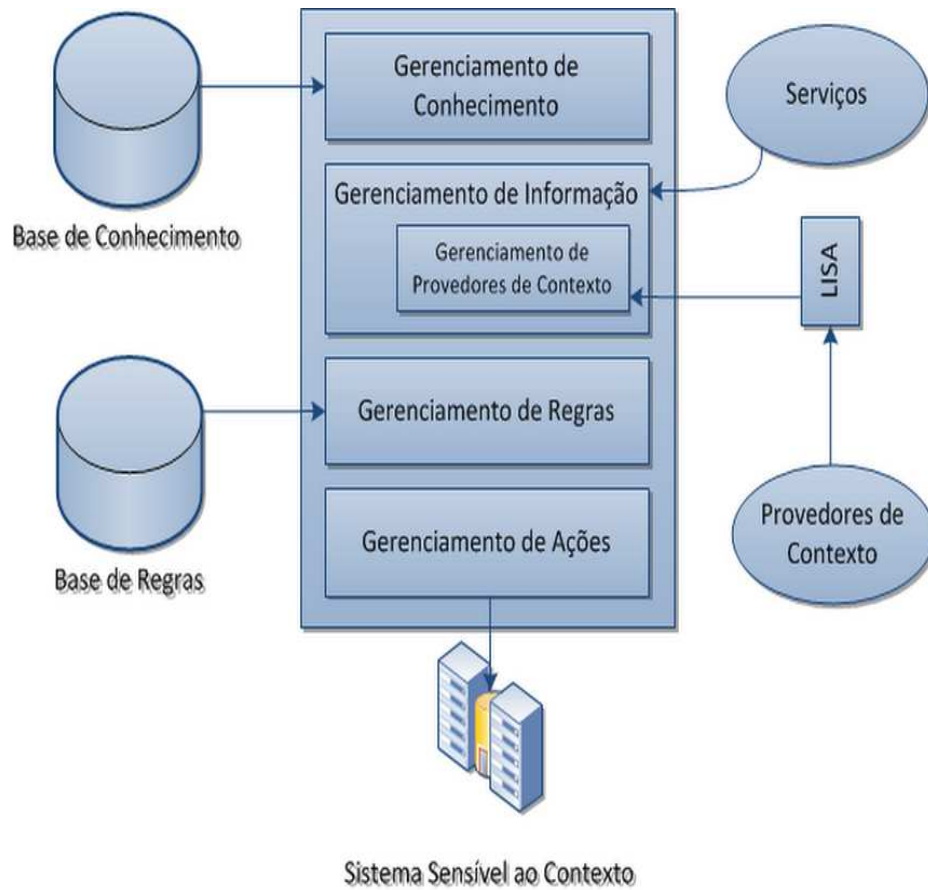 Gerenciamento de
Conhecimento
Serviços
Gerenciamento de Informação
Base de Conhecimento
Gerenciamento de
Provedores de Contexto
LISA
Gerenciamento de Regras
Provedores de
Contexto
Gerenciamento de Ações
Base de Regras
Sistema Sensível ao Contexto